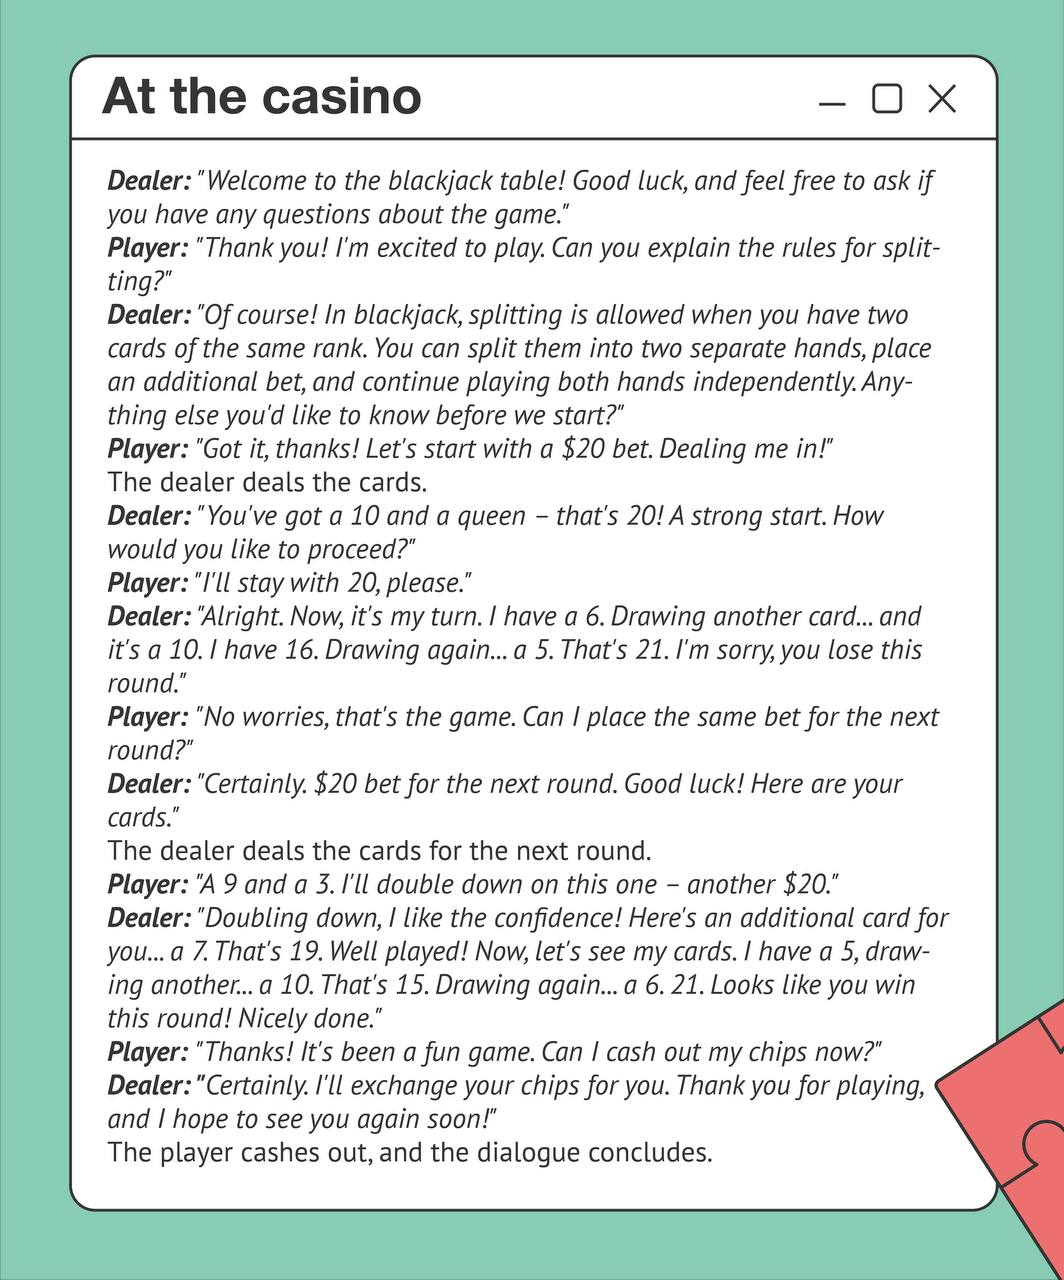 At the casino
Dealer: "Welcome to the blackjack table! Good luck, and feel free to ask if
you have any questions about the game."
Player: "Thank you! I'm excited to play. Can you explain the rules for split-
ting?"
Dealer: "Of course! In blackjack, splitting is allowed when you have two
cards of the same rank. You can split them into two separate hands, place
an additional bet, and continue playing both hands independently. Any-
thing else you'd like to know before we start?"
Player: "Got it, thanks! Let's start with a $20 bet. Dealing me in!"
The dealer deals the cards.
Dealer: "You've got a 10 and a queen – that's 20! A strong start. How
would you like to proceed?"
Player: "I'll stay with 20, please."
Dealer: "Alright. Now, it's my turn. I have a 6. Drawing another card... and
it's a 10. I have 16. Drawing again... a 5. That's 21. I'm sorry, you lose this
round."
Player: "No worries, that's the game. Can I place the same bet for the next
round?"
Dealer: "Certainly. $20 bet for the next round. Good luck! Here are your
cards."
The dealer deals the cards for the next round.
Player: "A 9 and a 3. I'll double down on this one – another $20."
Dealer: "Doubling down, I like the confidence! Here's an additional card for
you... a 7. That's 19. Well played! Now, let's see my cards. I have a 5, draw-
ing another... a 10. That's 15. Drawing again... a 6. 21. Looks like you win
this round! Nicely done."
Player: "Thanks! It's been a fun game. Can I cash out my chips now?"
Dealer: "Certainly. I'll exchange your chips for you. Thank you for playing,
and I hope to see you again soon!"
The player cashes out, and the dialogue concludes.